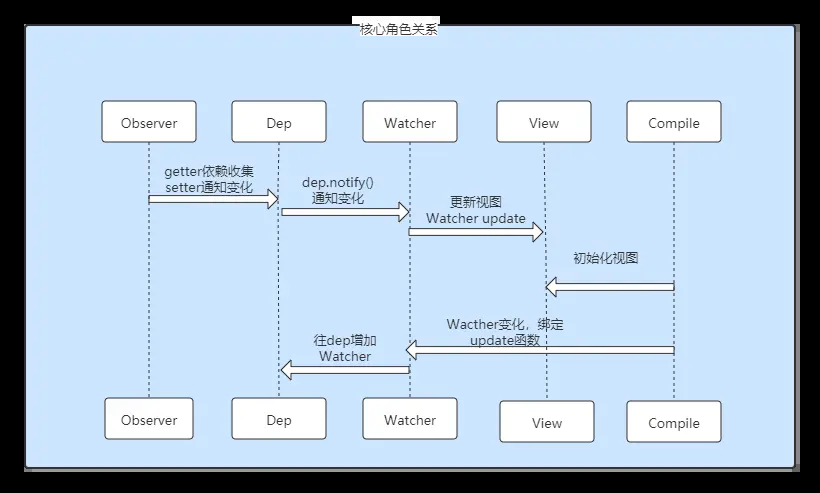 核心角色关系
Observer
Dep
Watcher
View
Compile
getter依赖收集
setter通知变化
dep.notify()
通知变化
更新视图
Watcher update
初始化视图
Wacther变化，绑定
update函数
往dep增加
Watcher
Observer
Dep
Watcher
View
Compile